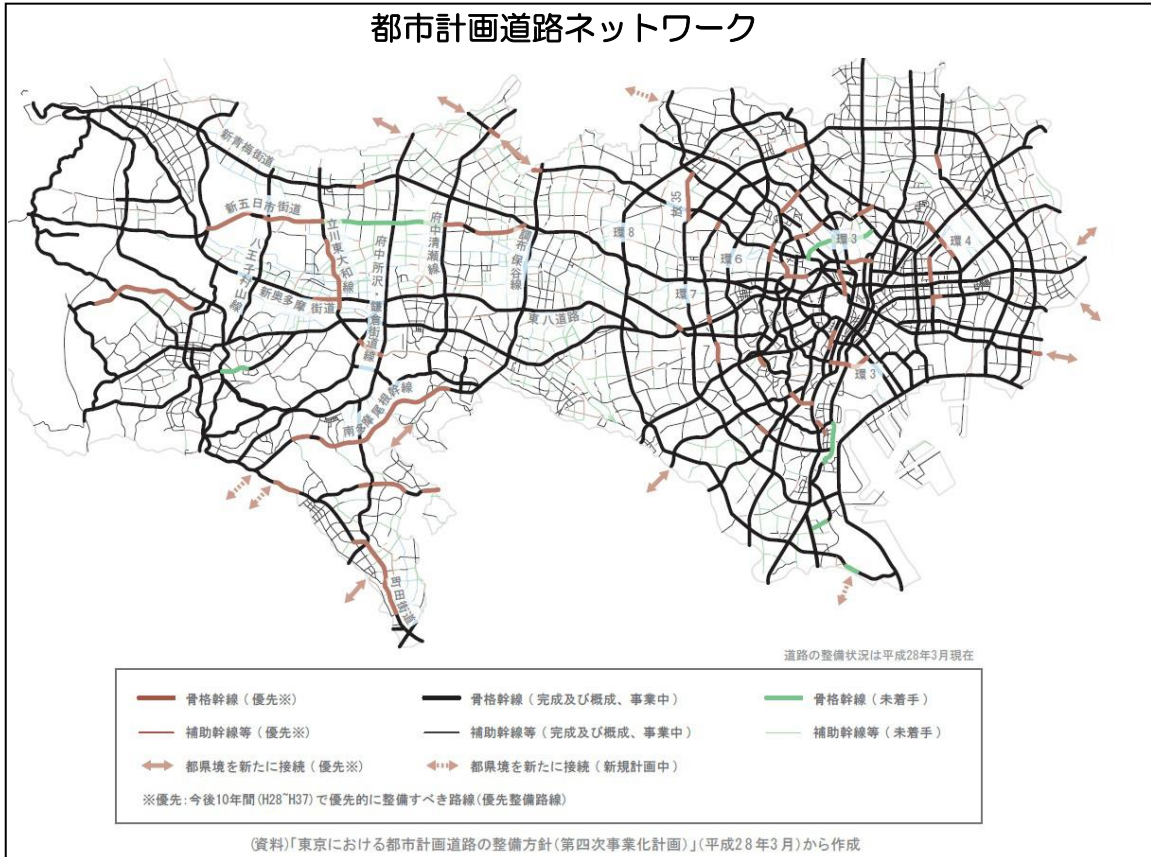 都市計画道路ネットワーク
新青梅街道
新五日市街道
立川東大和線
府中所沢・鎌倉街道線
府中清瀬線
調布保谷線
八王子村山線
新奥多摩街道
東八道路
南多摩尾根幹線
町田街道
放35
環8
環7
環6
環3
環4
環3
道路の整備状況は平成28年3月現在
骨格幹線(優先※)
骨格幹線(完成及び概成、事業中)
骨格幹線(未着手)
補助幹線等(優先※)
補助幹線等(完成及び概成、事業中)
補助幹線等(未着手)
都県境を新たに接続(優先※)
都県境を新たに接続(新規計画中)
※優先:今後10年間(H28~H37)で優先的に整備すべき路線(優先整備路線)
(資料)「東京における都市計画道路の整備方針(第四次事業化計画)」(平成28年3月)から作成